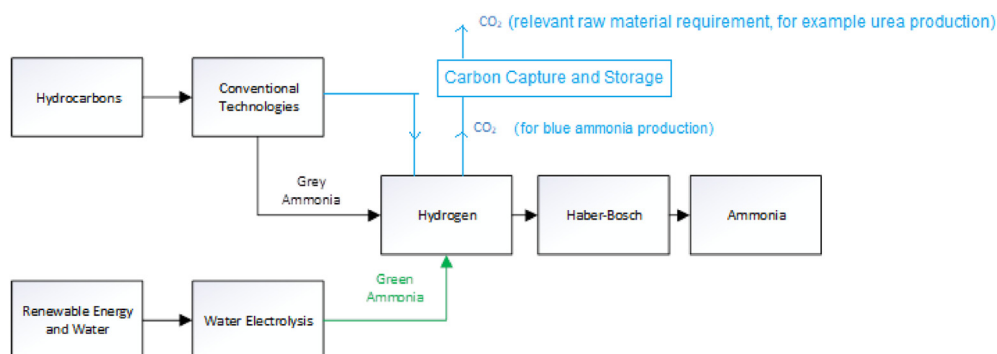 CO₂ (relevant raw material requirement, for example urea production)
Carbon Capture and Storage
Hydrocarbons
Conventional
Technologies
CO₂ (for blue ammonia production)
Grey
Ammonia
Hydrogen
Haber-Bosch
Ammonia
Green
Ammonia
Renewable Energy
and Water
Water Electrolysis